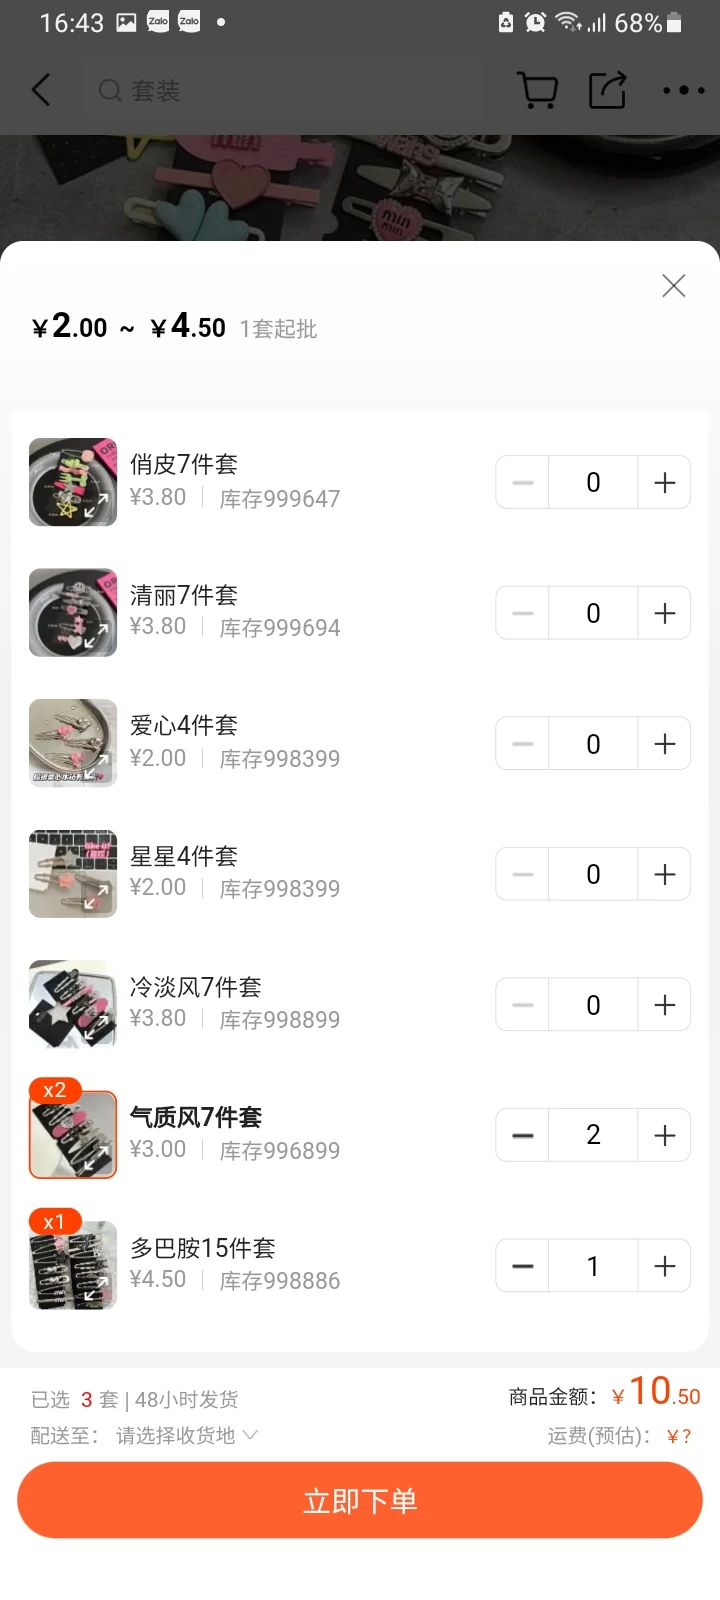 16:43 Zalo Zalo 68%
套装
min
min
¥2.00 ~ ¥4.50 1套起批
俏皮7件套
¥3.80 库存999647
0
清丽7件套
¥3.80 库存999694
0
爱心4件套
¥2.00 库存998399
0
星星4件套
¥2.00 库存998399
0
冷淡风7件套
¥3.80 库存998899
0
x2
气质风7件套
¥3.00 库存996899
2
x1
多巴胺15件套
¥4.50 库存998886
1
已选 3 套 | 48小时发货
商品金额: ¥10.50
配送至: 请选择收货地
运费(预估): ¥?
立即下单